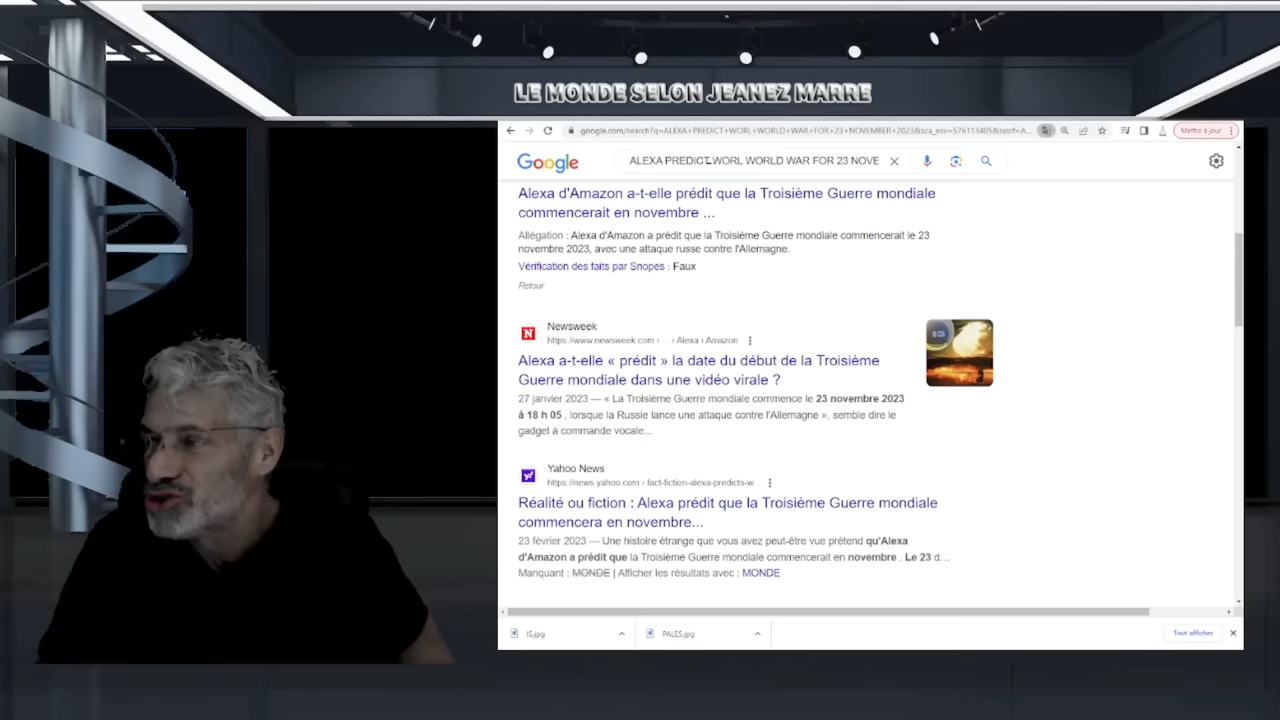 LE MONDE SELON JEANEZ MARRE
google.com/search?q=ALEXA+PREDICT+WORL+WORLD+WAR+FOR+23+NOVEMBER+2023&sca_esv=576113405&sxsrf=A...
Mettre à jour
Google
ALEXA PREDICT WORL WORLD WAR FOR 23 NOVE
Alexa d'Amazon a-t-elle prédit que la Troisième Guerre mondiale
commencerait en novembre ...
Allégation : Alexa d'Amazon a prédit que la Troisième Guerre mondiale commencerait le 23
novembre 2023, avec une attaque russe contre l'Allemagne.
Vérification des faits par Snopes : Faux
Retour
Newsweek
https://www.newsweek.com › ... › Alexa › Amazon
8:05
Alexa a-t-elle « prédit » la date du début de la Troisième
Guerre mondiale dans une vidéo virale ?
27 janvier 2023 — « La Troisième Guerre mondiale commence le 23 novembre 2023
à 18 h 05 , lorsque la Russie lance une attaque contre l'Allemagne », semble dire le
gadget à commande vocale...
Yahoo News
https://news.yahoo.com › fact-fiction-alexa-predicts-w...
Réalité ou fiction : Alexa prédit que la Troisième Guerre mondiale
commencera en novembre...
23 février 2023 — Une histoire étrange que vous avez peut-être vue prétend qu'Alexa
d'Amazon a prédit que la Troisième Guerre mondiale commencerait en novembre . Le 23 d...
Manquant : MONDE | Afficher les résultats avec : MONDE
IS.jpg
PALES.jpg
Tout afficher